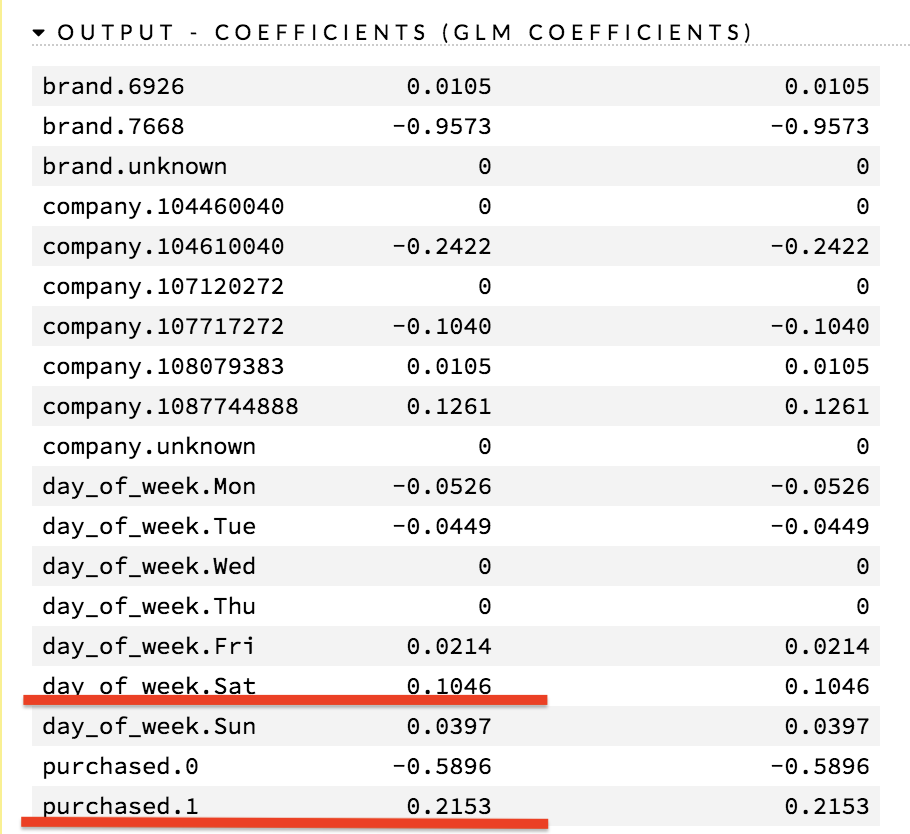 OUTPUT - COEFFICIENTS (GLM COEFFICIENTS)
brand.6926 0.0105 0.0105
brand.7668 -0.9573 -0.9573
brand.unknown 0 0
company.104460040 0 0
company.104610040 -0.2422 -0.2422
company.107120272 0 0
company.107717272 -0.1040 -0.1040
company.108079383 0.0105 0.0105
company.1087744888 0.1261 0.1261
company.unknown 0 0
day_of_week.Mon -0.0526 -0.0526
day_of_week.Tue -0.0449 -0.0449
day_of_week.Wed 0 0
day_of_week.Thu 0 0
day_of_week.Fri 0.0214 0.0214
day_of_week.Sat 0.1046 0.1046
day_of_week.Sun 0.0397 0.0397
purchased.0 -0.5896 -0.5896
purchased.1 0.2153 0.2153